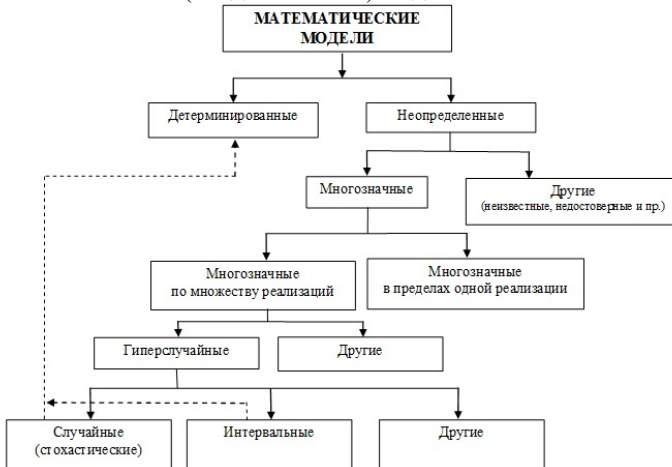 МАТЕМАТИЧЕСКИЕ
МОДЕЛИ
Детерминированные
Неопределенные
Многозначные
Другие
(неизвестные, недостоверные и пр.)
Многозначные
по множеству реализаций
Многозначные
в пределах одной реализации
Гиперслучайные
Другие
Случайные
(стохастические)
Интервальные
Другие